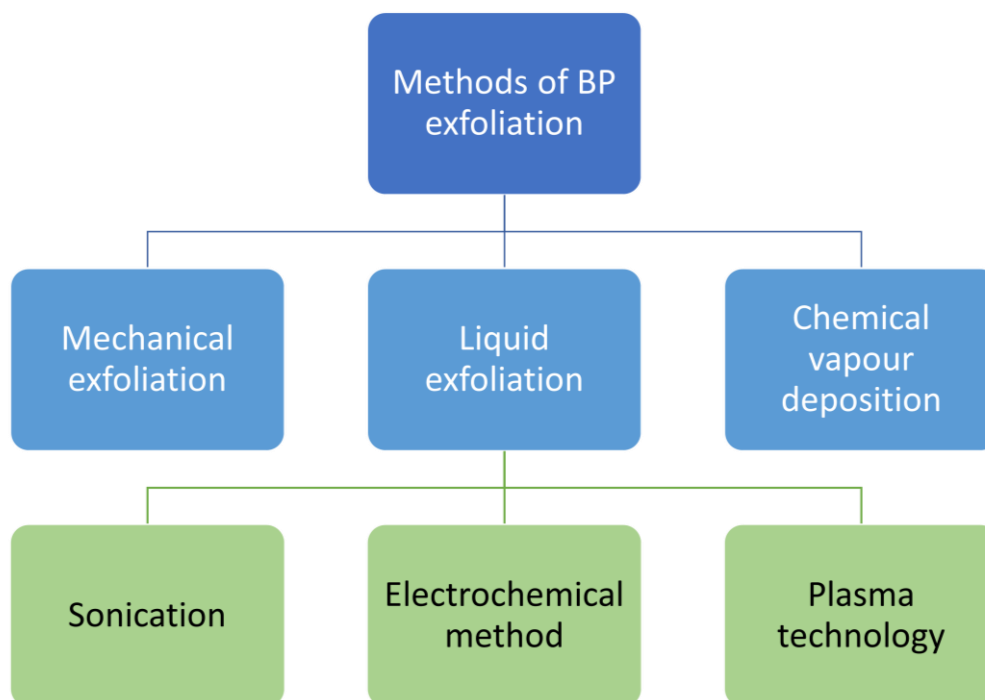 Methods of BP
exfoliation
Mechanical
exfoliation
Liquid
exfoliation
Chemical
vapour
deposition
Sonication
Electrochemical
method
Plasma
technology